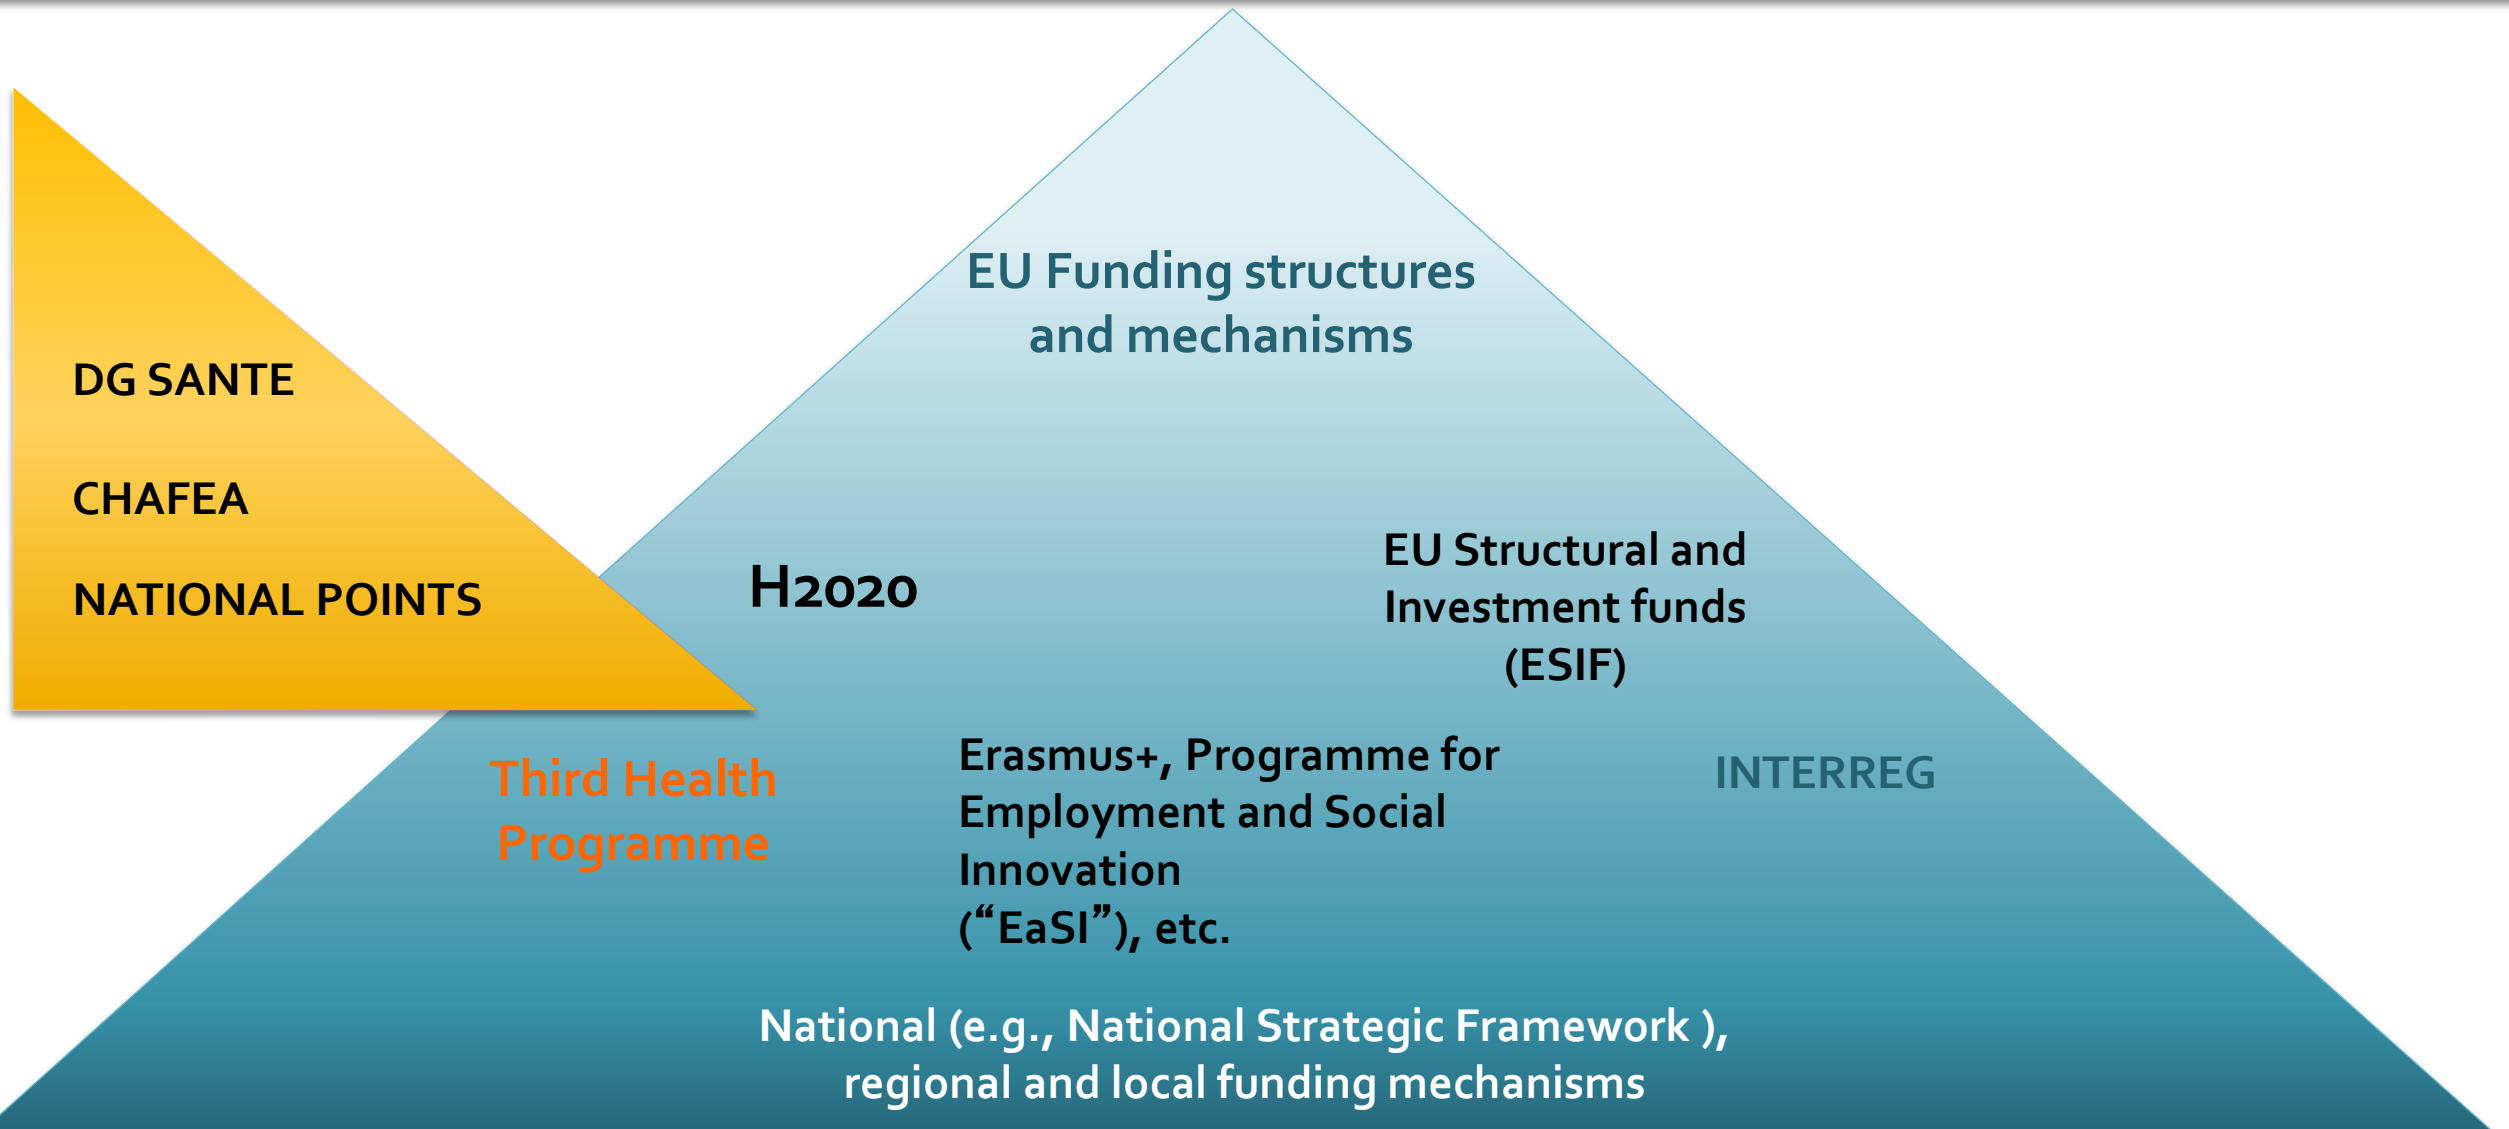 EU Funding structures
and mechanisms
DG SANTE
CHAFEA
NATIONAL POINTS
H2020
EU Structural and
Investment funds
(ESIF)
Third Health
Programme
Erasmus+, Programme for
Employment and Social
Innovation
(“EaSI”), etc.
INTERREG
National (e.g., National Strategic Framework ),
regional and local funding mechanisms